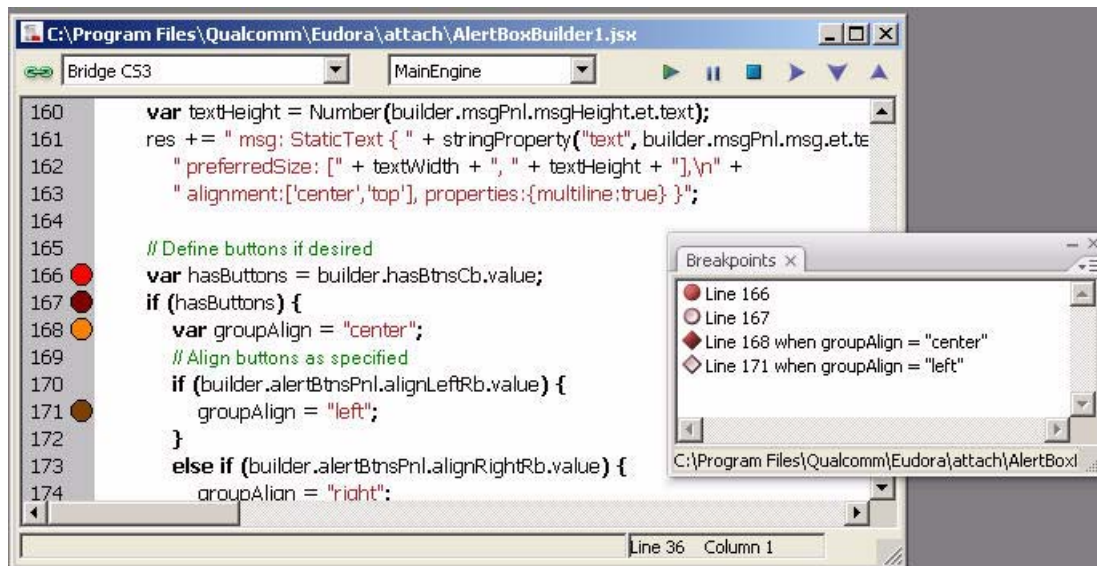 C:\Program Files\Qualcomm\Eudora\attach\AlertBoxBuilder1.jsx
Bridge CS3 MainEngine
160 var textHeight = Number(builder.msgPnl.msgHeight.et.text);
161 res += " msg: StaticText { " + stringProperty("text", builder.msgPnl.msg.et.te
162 " preferredSize: [" + textWidth + ", " + textHeight + "],\n" +
163 " alignment:['center','top'], properties:{multiline:true} }";
164
165 // Define buttons if desired
166 var hasButtons = builder.hasBtnsCb.value;
167 if (hasButtons) {
168 var groupAlign = "center";
169 // Align buttons as specified
170 if (builder.alertBtnsPnl.alignLeftRb.value) {
171 groupAlign = "left";
172 }
173 else if (builder.alertBtnsPnl.alignRightRb.value) {
174 groupAlign = "right";
Line 36 Column 1
Breakpoints
Line 166
Line 167
Line 168 when groupAlign = "center"
Line 171 when groupAlign = "left"
C:\Program Files\Qualcomm\Eudora\attach\AlertBoxI